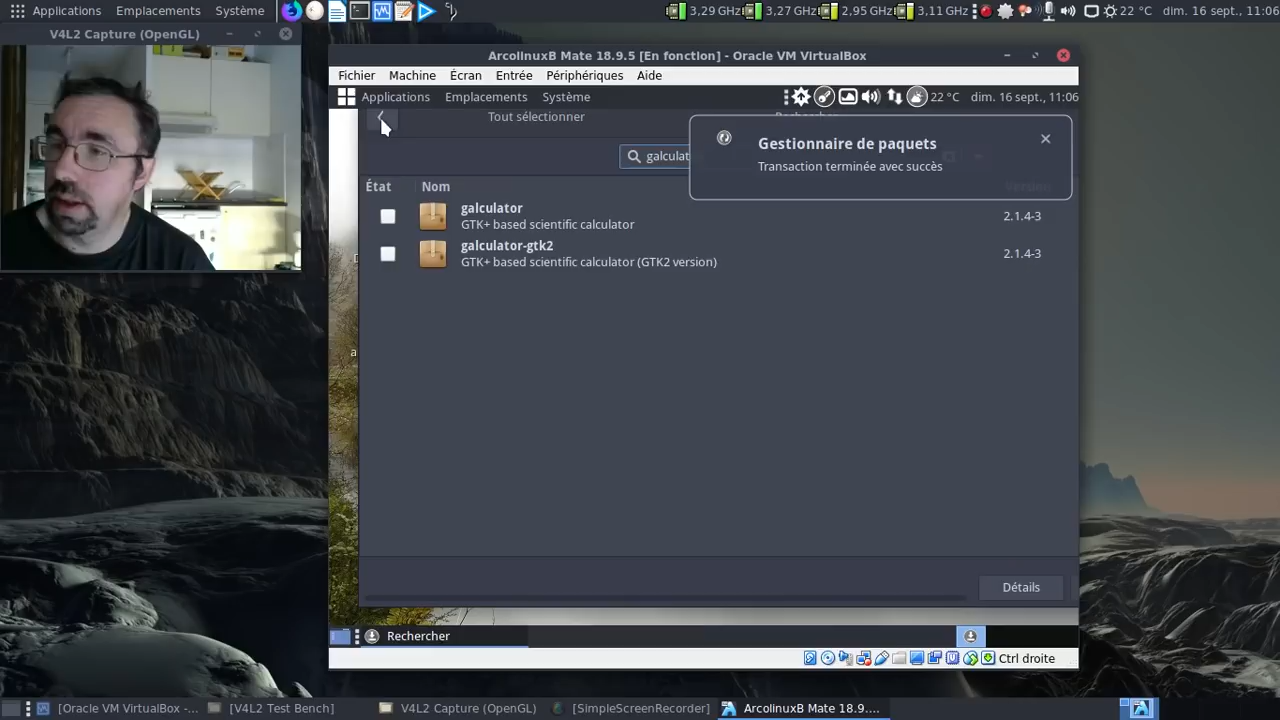 Applications Emplacements Système
3,29 GHz 3,27 GHz 2,95 GHz 3,11 GHz 22 °C dim. 16 sept., 11:06
V4L2 Capture (OpenGL)
ArcolinuxB Mate 18.9.5 [En fonction] - Oracle VM VirtualBox
Fichier Machine Écran Entrée Périphériques Aide
Applications Emplacements Système 22 °C dim. 16 sept., 11:06
Tout sélectionner
Gestionnaire de paquets
Transaction terminée avec succès
galculat
État Nom Version
galculator
GTK+ based scientific calculator
2.1.4-3
galculator-gtk2
GTK+ based scientific calculator (GTK2 version)
2.1.4-3
Détails
Rechercher
Ctrl droite
[Oracle VM VirtualBox -... [V4L2 Test Bench] V4L2 Capture (OpenGL) [SimpleScreenRecorder] ArcolinuxB Mate 18.9....